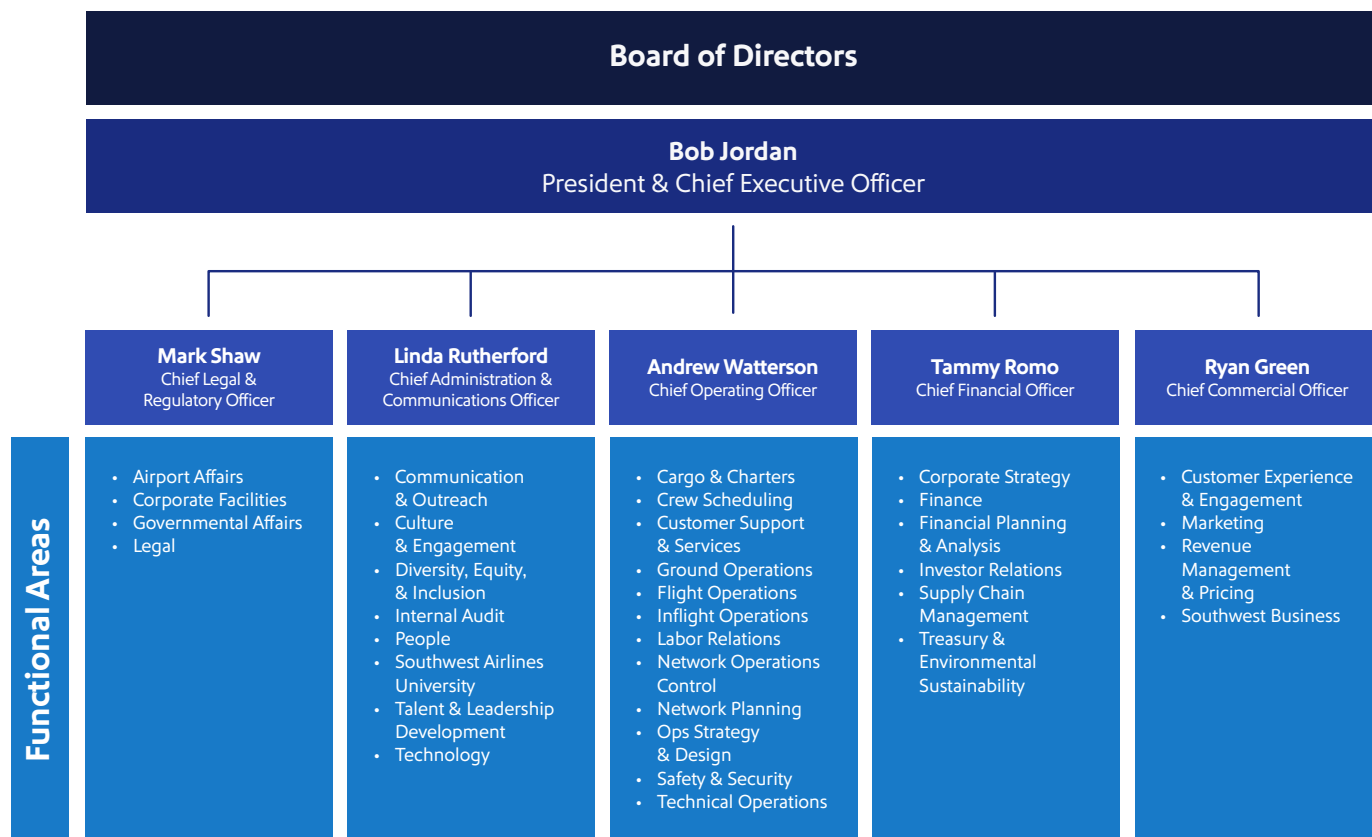 Board of Directors
Bob Jordan
President & Chief Executive Officer
Mark Shaw
Chief Legal &
Regulatory Officer
Linda Rutherford
Chief Administration &
Communications Officer
Andrew Watterson
Chief Operating Officer
Tammy Romo
Chief Financial Officer
Ryan Green
Chief Commercial Officer
Functional Areas
• Airport Affairs
• Corporate Facilities
• Governmental Affairs
• Legal
• Communication
& Outreach
• Culture
& Engagement
• Diversity, Equity,
& Inclusion
• Internal Audit
• People
• Southwest Airlines
University
• Talent & Leadership
Development
• Technology
• Cargo & Charters
• Crew Scheduling
• Customer Support
& Services
• Ground Operations
• Flight Operations
• Inflight Operations
• Labor Relations
• Network Operations
Control
• Network Planning
• Ops Strategy
& Design
• Safety & Security
• Technical Operations
• Corporate Strategy
• Finance
• Financial Planning
& Analysis
• Investor Relations
• Supply Chain
Management
• Treasury &
Environmental
Sustainability
• Customer Experience
& Engagement
• Marketing
• Revenue
Management
& Pricing
• Southwest Business